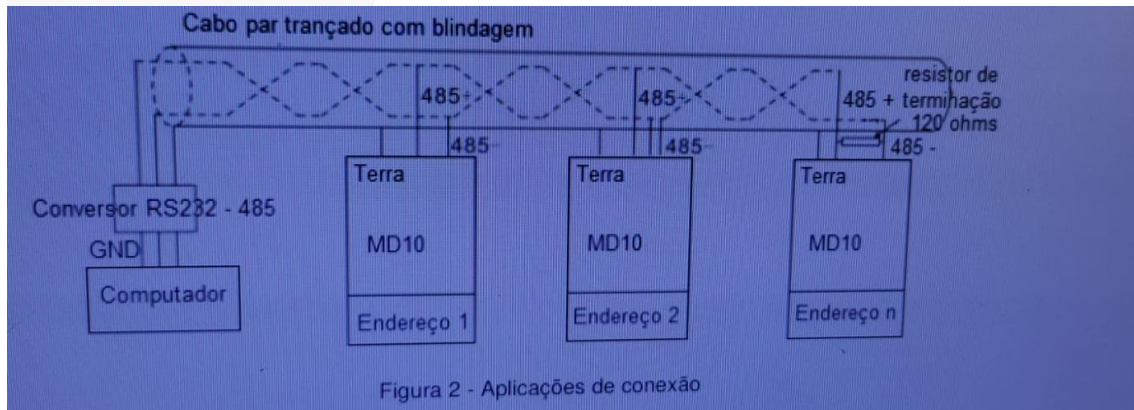 Cabo par trançado com blindagem
resistor de
485 + terminação
120 ohms
485+
485+
485-
485-
485 -
Terra
Terra
Terra
Conversor RS232 - 485
GND
Computador
MD10
MD10
MD10
Endereço 1
Endereço 2
Endereço n
Figura 2 - Aplicações de conexão